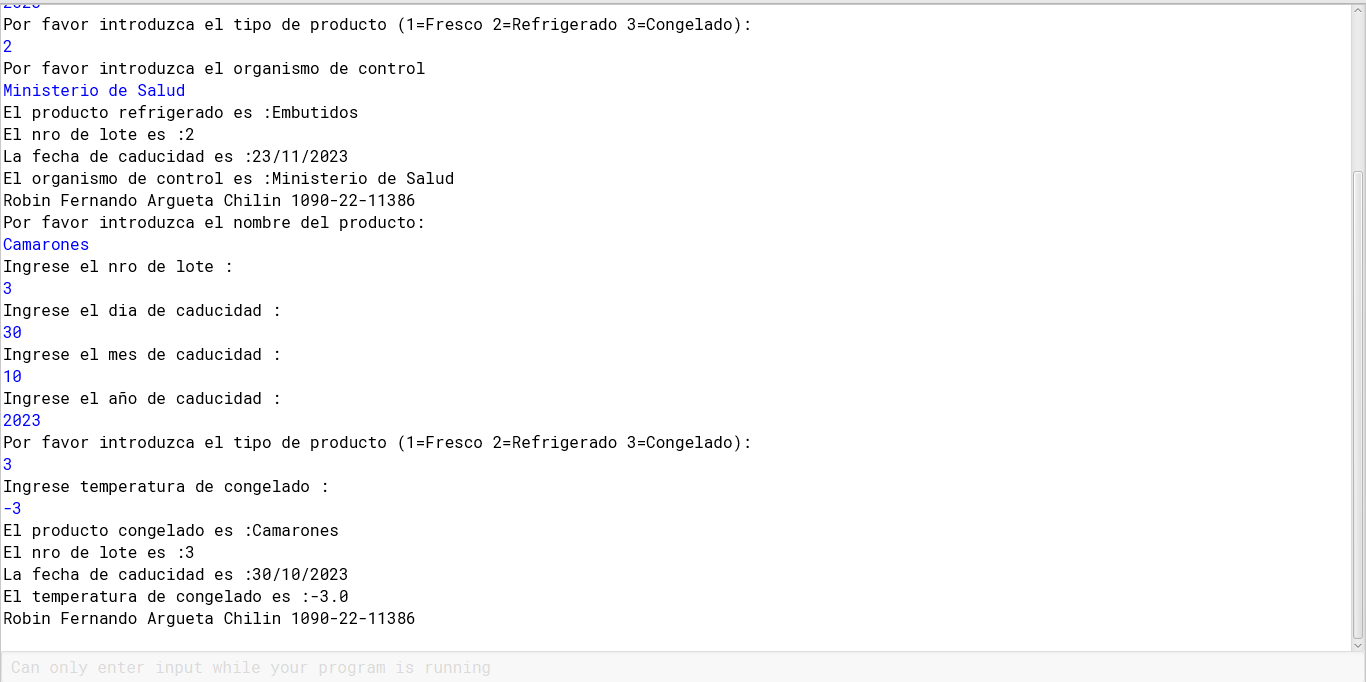 2023
Por favor introduzca el tipo de producto (1=Fresco 2=Refrigerado 3=Congelado):
2
Por favor introduzca el organismo de control
Ministerio de Salud
El producto refrigerado es :Embutidos
El nro de lote es :2
La fecha de caducidad es :23/11/2023
El organismo de control es :Ministerio de Salud
Robin Fernando Argueta Chilin 1090-22-11386
Por favor introduzca el nombre del producto:
Camarones
Ingrese el nro de lote :
3
Ingrese el dia de caducidad :
30
Ingrese el mes de caducidad :
10
Ingrese el año de caducidad :
2023
Por favor introduzca el tipo de producto (1=Fresco 2=Refrigerado 3=Congelado):
3
Ingrese temperatura de congelado :
-3
El producto congelado es :Camarones
El nro de lote es :3
La fecha de caducidad es :30/10/2023
El temperatura de congelado es :-3.0
Robin Fernando Argueta Chilin 1090-22-11386
Can only enter input while your program is running